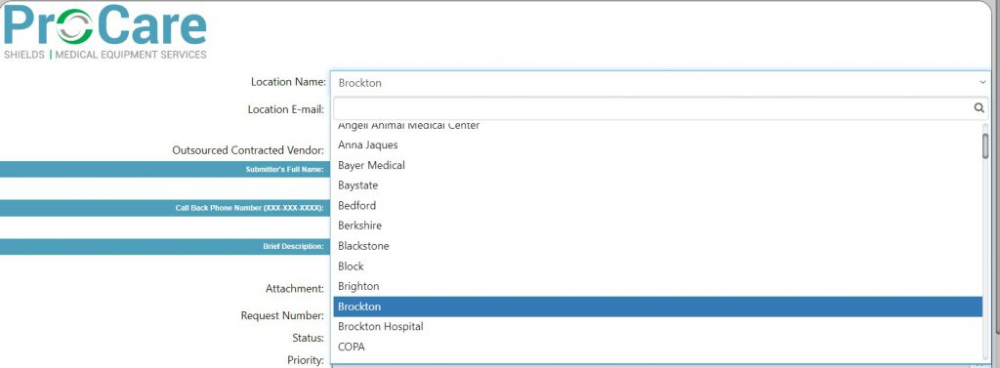 ProCare
SHIELDS | MEDICAL EQUIPMENT SERVICES
Location Name:
Brockton
Location E-mail:
Angell Animal Medical Center
Anna Jaques
Outsourced Contracted Vendor:
Bayer Medical
Submitter's Full Name:
Baystate
Bedford
Call Back Phone Number (XXX-XXX-XXXX):
Berkshire
Blackstone
Brief Description:
Block
Brighton
Attachment:
Brockton
Request Number:
Brockton Hospital
Status:
COPA
Priority: